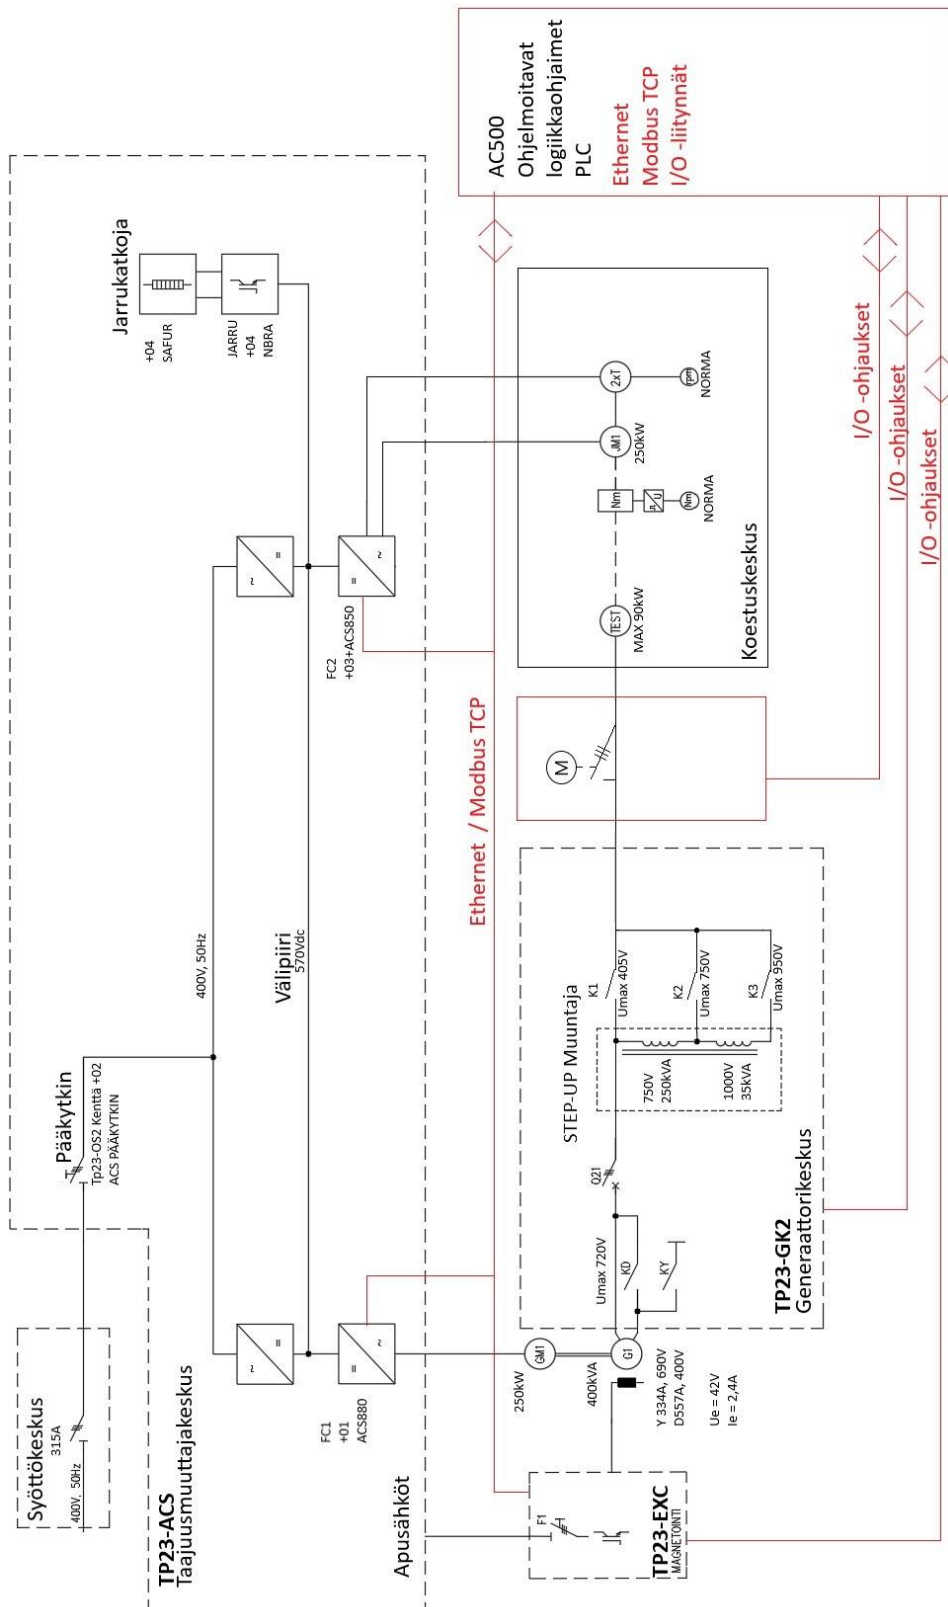 AC500
Ohjelmoitavat
logiikkaohjaimet
PLC
Ethernet
Modbus TCP
I/O -liitynnät
Jarrukatkoja
+04
SAFUR
JARRU
+04
NBRA
Pääkytkin
Tp23-OS2 Kenttä +02
ACS PÄÄKYTKIN
Syöttökeskus
315A
400V, 50Hz
TP23-ACS
Taajuusmuuttajakeskus
400V, 50Hz
Välipiiri
570Vdc
~
=
~
=
=
~
=
~
FC1
+01
ACS880
FC2
+03+ACS850
Ethernet / Modbus TCP
Apusähköt
F1
TP23-EXC
MAGNETOINTI
250kW
GM1
400kVA
G1
Y 334A, 690V
D557A, 400V
Ue = 42V
Ie = 2,4A
Umax 720V
KD
KY
Q21
TP23-GK2
Generaattorikeskus
STEP-UP Muuntaja
750V
250kVA
1000V
35kVA
K1
Umax 405V
K2
Umax 750V
K3
Umax 950V
M
TEST
MAX 90kW
Nm
Nm
NORMA
JM1
250kW
2xT
rpm
NORMA
Koestuskeskus
I/O -ohjaukset
I/O -ohjaukset
I/O -ohjaukset